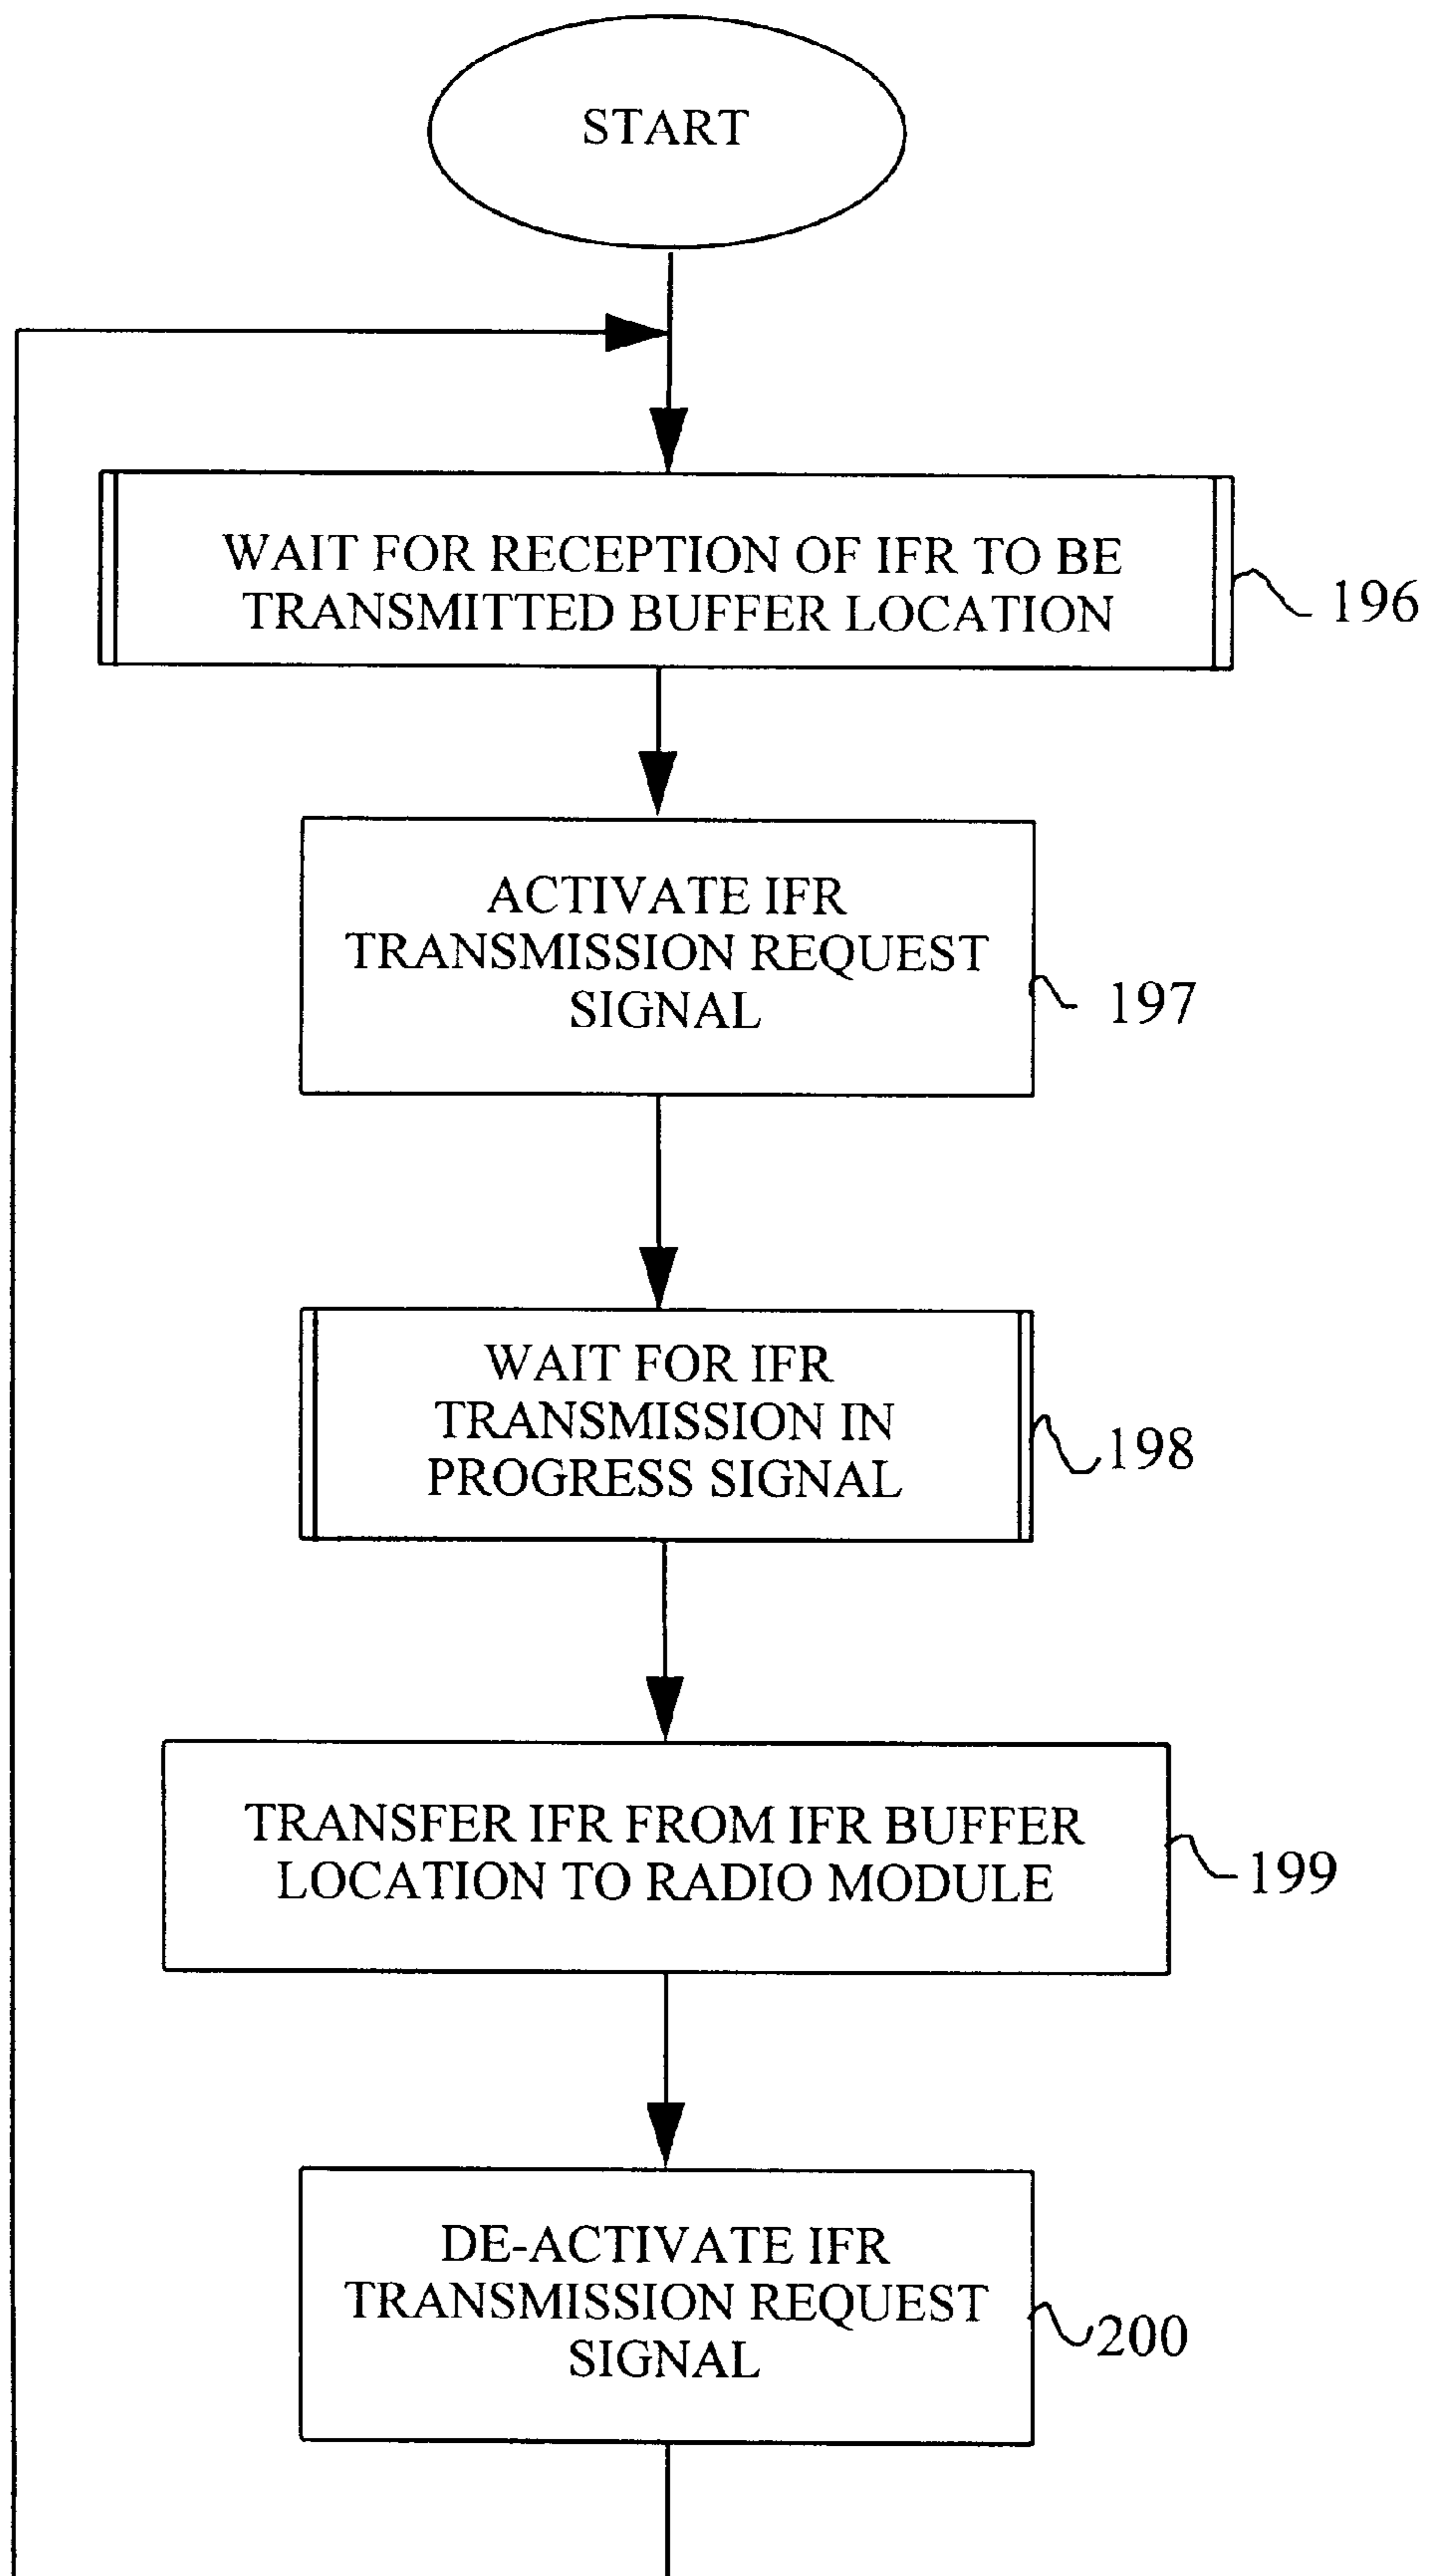 START
WAIT FOR RECEPTION OF IFR TO BE
TRANSMITTED BUFFER LOCATION
196
ACTIVATE IFR
TRANSMISSION REQUEST
SIGNAL
197
WAIT FOR IFR
TRANSMISSION IN
PROGRESS SIGNAL
198
TRANSFER IFR FROM IFR BUFFER
LOCATION TO RADIO MODULE
199
DE-ACTIVATE IFR
TRANSMISSION REQUEST
SIGNAL
200